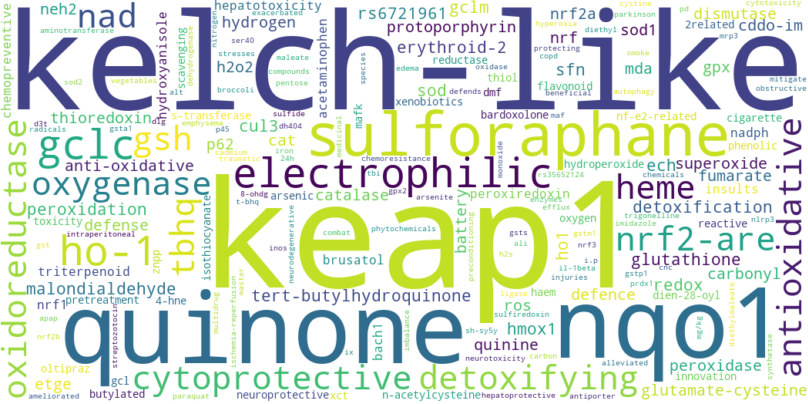 neh2 nad hydrogen hepatotoxicity rs6721961 nrf2a gclm dismutase cystine cytotoxicity
chemopreventive aminotransferase exacerbated stresses scavenging nitrogen ser40 hydroxyanisole
kelch-like
protoporphyrin nrf sod1 cddo-im hyperoxia parkinson pd diethyl 2related mrp3
h2o2 erythroid-2 reductase sfn mda gpx protecting copd smoke
acetaminophen maleate compounds dehydrogenase pentose species oxidase edema thiol flavonoid beneficial autophagy mitigate obstructive
sod2 vegetables alt broccoli sulfide xenobiotics defends dmf
thioredoxin s-transferase cul3 mafk sod bardoxolone maf nf-e2-related cigarette
d3t radicals gsta1 emphysema p45 dh404 medicinal
gclc gsh p62 cat sulforaphane nadph phenolic
anti-oxidative cadmium iron traumatic 24h chemoresistance tbi monoxide rs35652124 chemicals
oxidoreductase
oxygenase electrophilic hydroperoxide ech superoxide
8-ohdg t-bhq arsenic gpx2 arsenite peroxiredoxin heme fumarate insults
peroxidation catalase detoxification
toxicity isothiocyanate keap1 battery oxygen gstm1 enzymes efflux trigonelline imidazole reactive nlrp3
defense intraperitoneal tbhq phytochemicals
ho-1 gst inos combat neurodegenerative preconditioning gsts ali h2s ho1 nrf3 nrf2-are
triterpenoid znpp brusatol i.p gstp1 cnc glutathione carbonyl
antioxidative
malondialdehyde il-1beta injuries prdx1 redox
nrf1 pretreatment 4-hne tert-butylhydroquinone defence dien-28-oyl
quinone nqo1
apap nrf2b streptozotocin multidrug master ischemia-reperfusion haem ligate ros
sulfiredoxin hmox1 mg/kg diethylmaleate
oltipraz bach1 imbalance sh-sy5y quinine peroxidase
etge gcl ix neurotoxicity carbon alleviated innovation synthetase
cytoprotective detoxifying
ameliorated butylated paraquat neuroprotective xct n-acetylcysteine hepatoprotective antiporter glutamate-cysteine